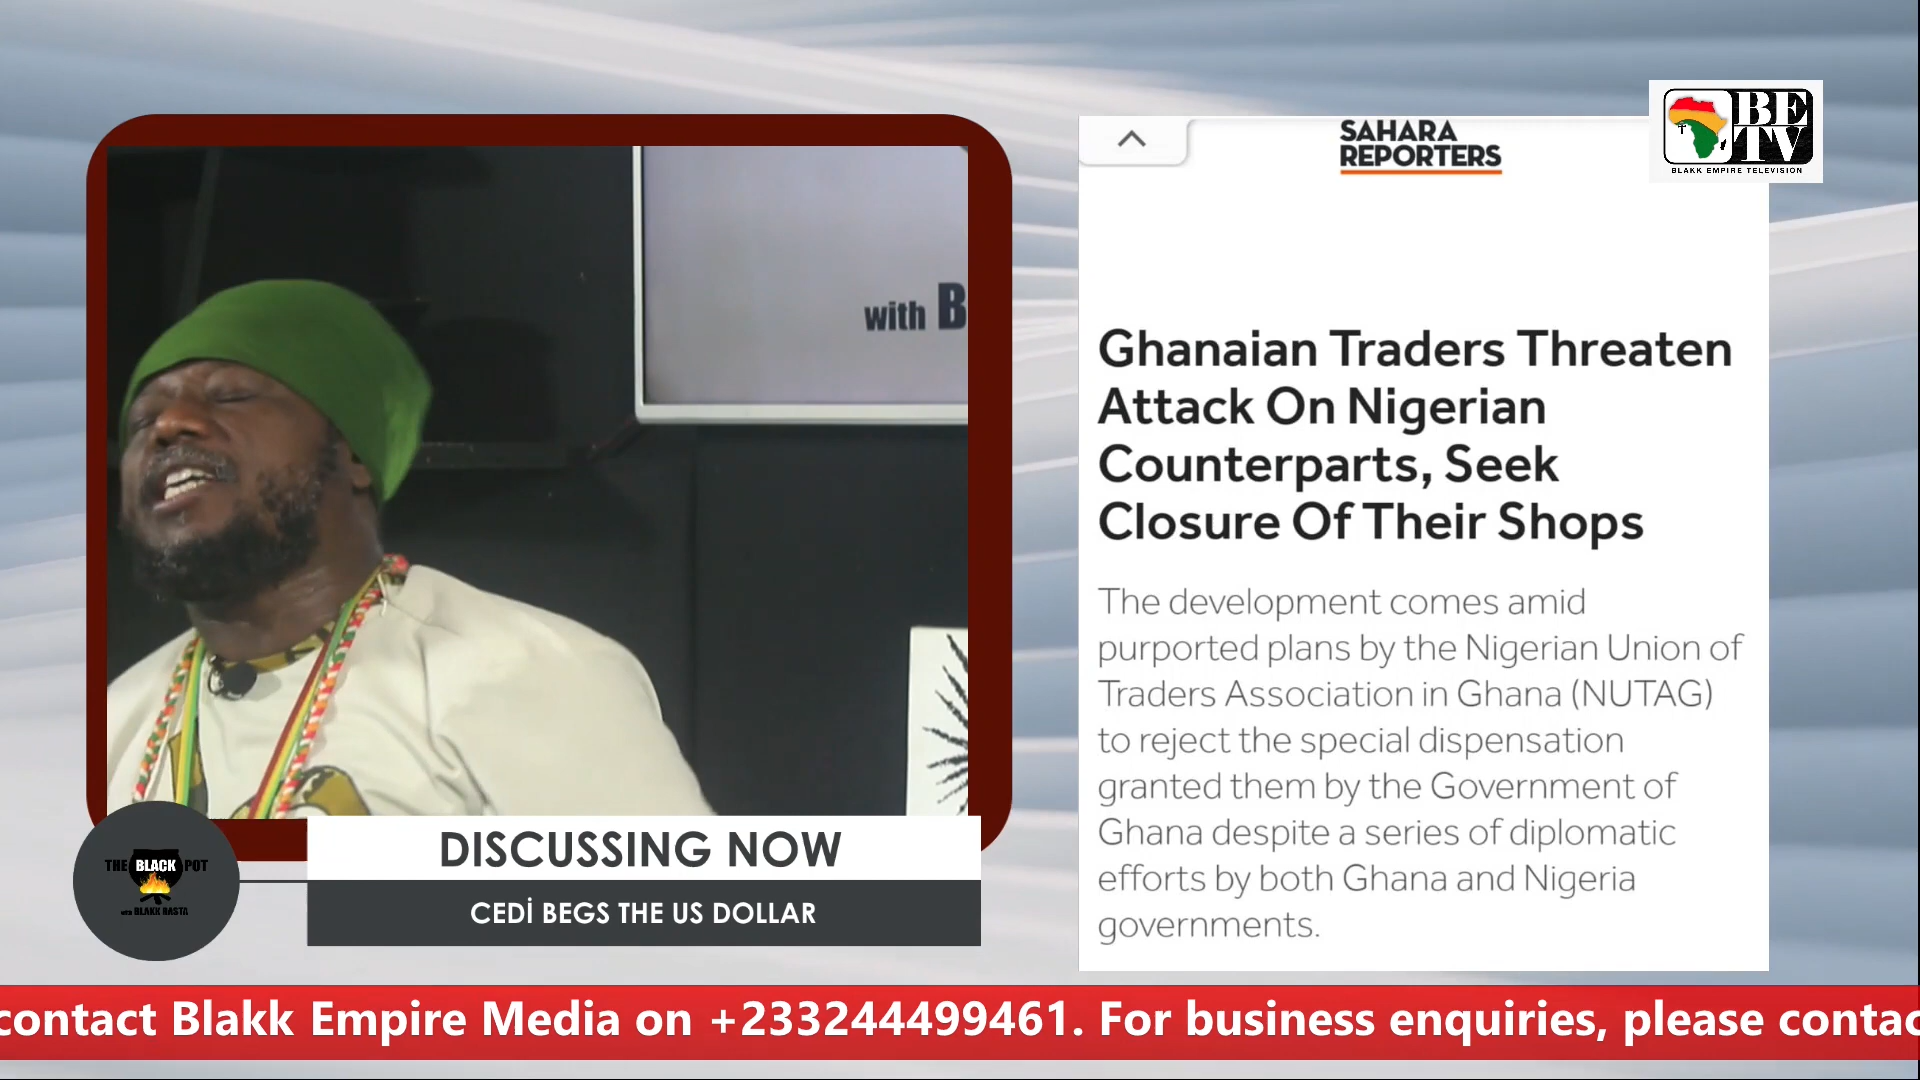 BE
TV
BLAKK EMPIRE TELEVISION
SAHARA
REPORTERS
with B
Ghanaian Traders Threaten
Attack On Nigerian
Counterparts, Seek
Closure Of Their Shops
The development comes amid
purported plans by the Nigerian Union of
Traders Association in Ghana (NUTAG)
to reject the special dispensation
granted them by the Government of
Ghana despite a series of diplomatic
efforts by both Ghana and Nigeria
governments.
DISCUSSING NOW
CEDİ BEGS THE US DOLLAR
THE BLACK POT
with BLAKK RASTA
contact Blakk Empire Media on +233244499461. For business enquiries, please contac